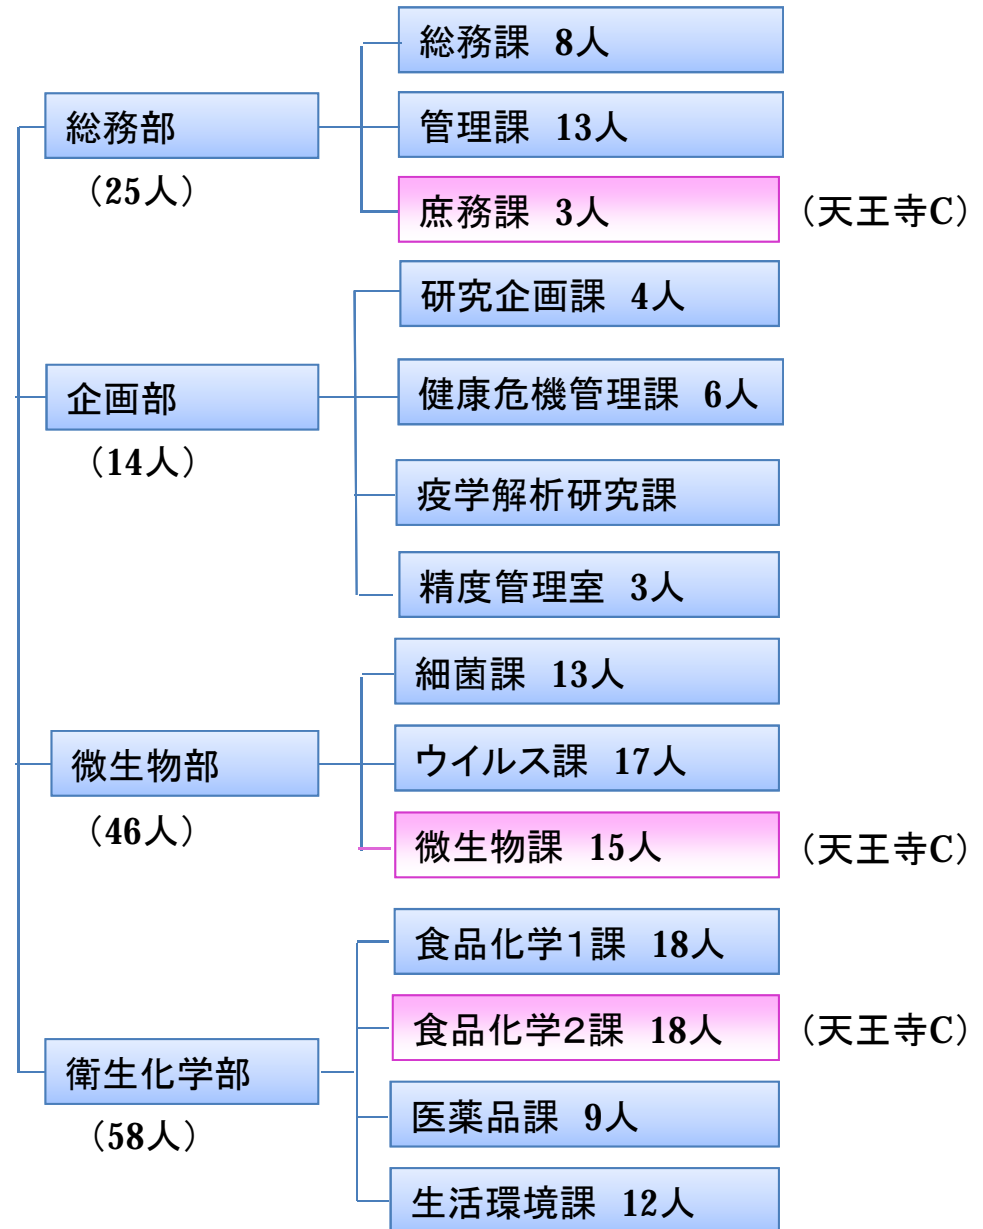 総務課 8人
総務部
管理課 13人
(25人)
庶務課 3人 (天王寺C)
研究企画課 4人
企画部
健康危機管理課 6人
(14人)
疫学解析研究課
精度管理室 3人
細菌課 13人
微生物部
ウイルス課 17人
(46人)
微生物課 15人 (天王寺C)
食品化学1課 18人
食品化学2課 18人 (天王寺C)
衛生化学部
医薬品課 9人
(58人)
生活環境課 12人